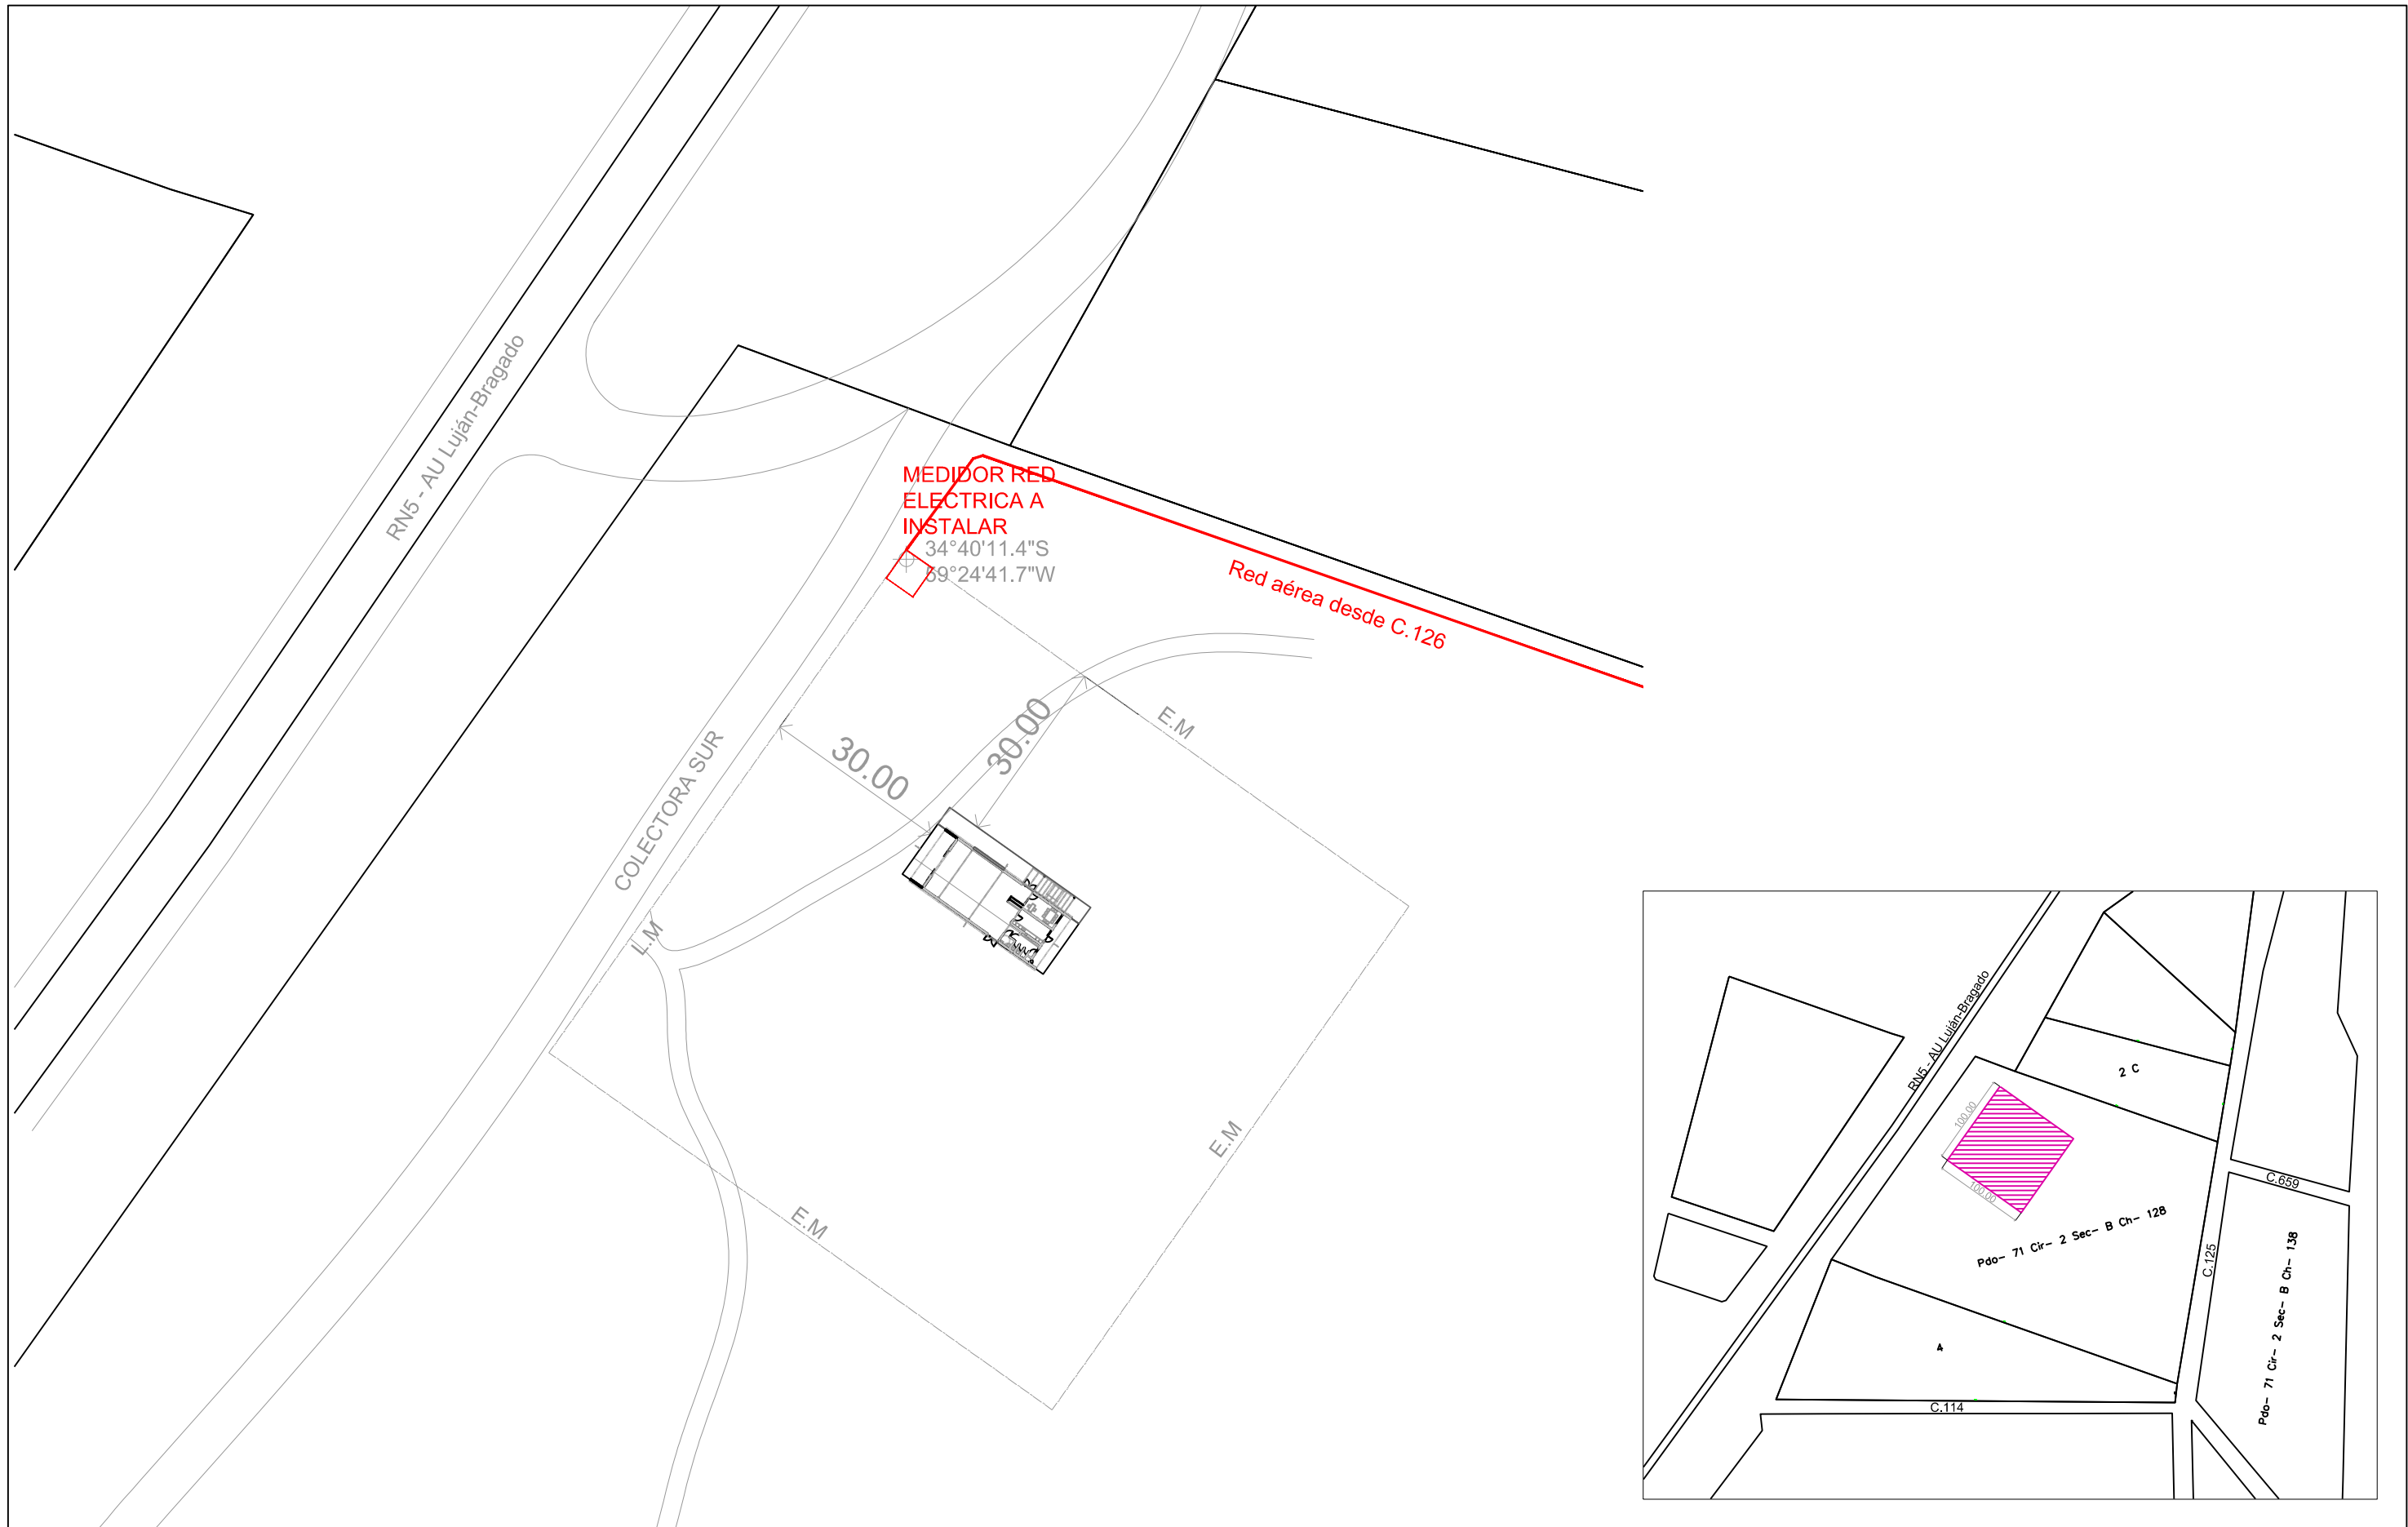 RN5 - AU Luján-Bragado
MEDIDOR RED
ELECTRICA A
INSTALAR
34°40'11.4"S
59°24'41.7"W
Red aérea desde C.126
COLECTORA SUR
30.00
30.00
E.M
L.M
E.M
E.M
RN5 - AU Luján-Bragado
2 C
100.00
100.00
C.659
Pdo- 71 Cir- 2 Sec- B Ch- 128
C.125
Pdo- 71 Cir- 2 Sec- B Ch- 138
4
C.114